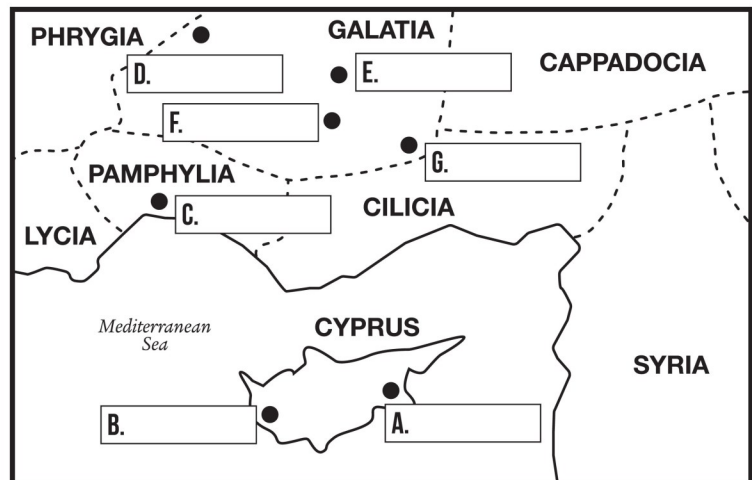 PHRYGIA
GALATIA
CAPPADOCIA
D.
E.
F.
G.
PAMPHYLIA
C.
CILICIA
LYCIA
Mediterranean
Sea
CYPRUS
SYRIA
B.
A.